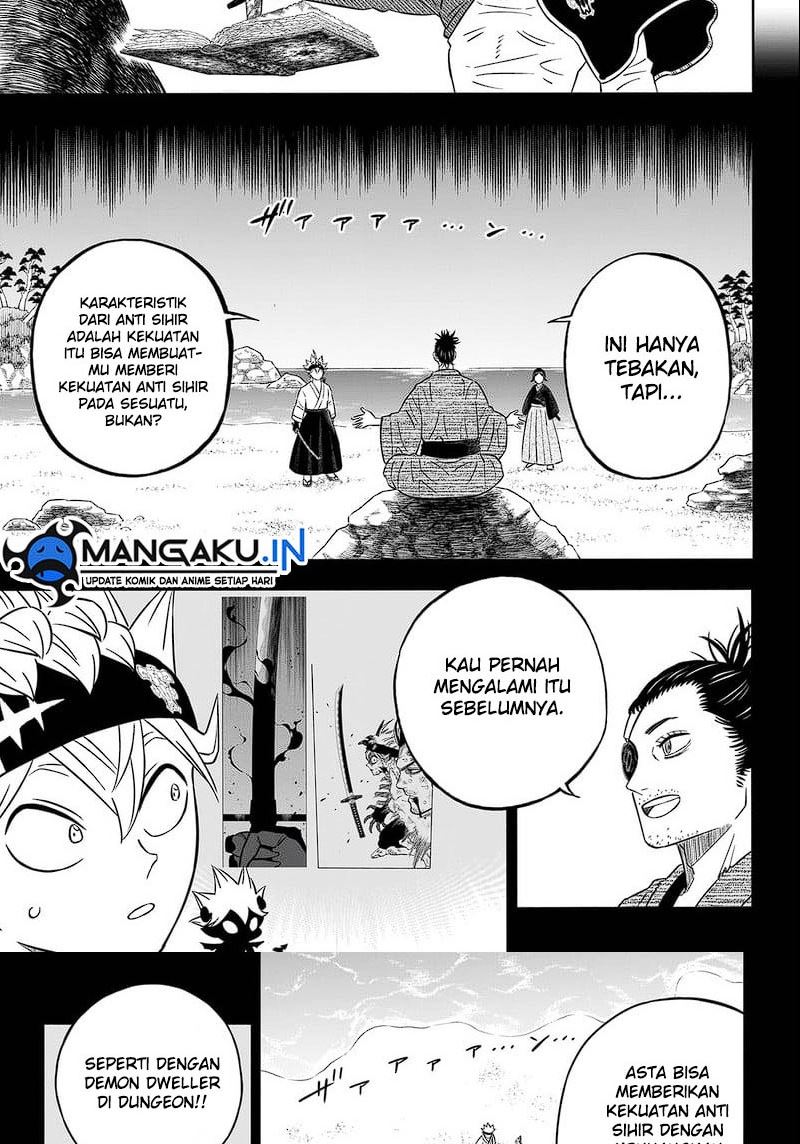 ザァァァァ…ン…
INI HANYA
TEBAKAN,
TAPI...
KARAKTERISTIK
DARI ANTI SIHIR
ADALAH KEKUATAN
ITU BISA MEMBUAT-
MU MEMBERI
KEKUATAN ANTI SIHIR
PADA SESUATU,
BUKAN?
MANGAKU.IN
UPDATE KOMIK DAN ANIME SETIAP HARI
KAU PERNAH
MENGALAMI ITU
SEBELUMNYA.
SEPERTI DENGAN
DEMON DWELLER
DI DUNGEON!!
ザァァァ…ン…
ASTA BISA
MEMBERIKAN
KEKUATAN ANTI
SIHIR DENGAN